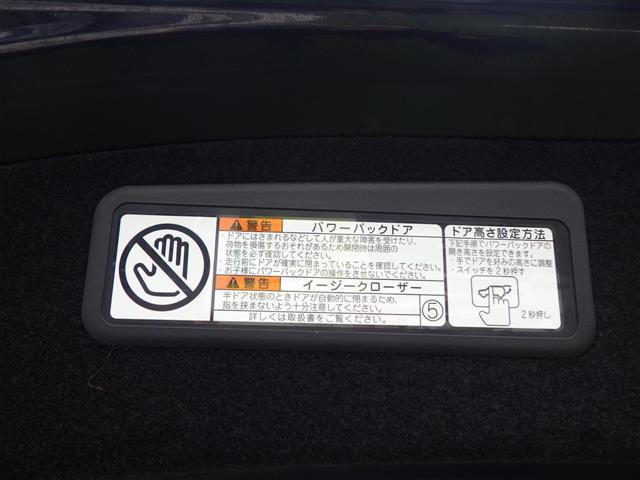 警告 パワーバックドア
・ドアにはさまれるなどして人が重大な障害を受けたり、
荷物を損傷するおそれがあるため開閉時は周囲の
状態を必ず確認してください。
・走行前にドアが確実に閉まっていることを確認してください。
・お子様にパワーバックドアの操作をさせないでください。
警告 イージークローザー
半ドア状態のときドアが自動的に閉まるため、
指を挟まないよう十分注意してください。
詳しくは取扱書をご覧ください。
⑤
ドア高さ設定方法
下記手順でパワーバックドアの
開き高さを設定できます。
・手でドアを好みの高さに調整
・スイッチを2秒押す
2秒押し